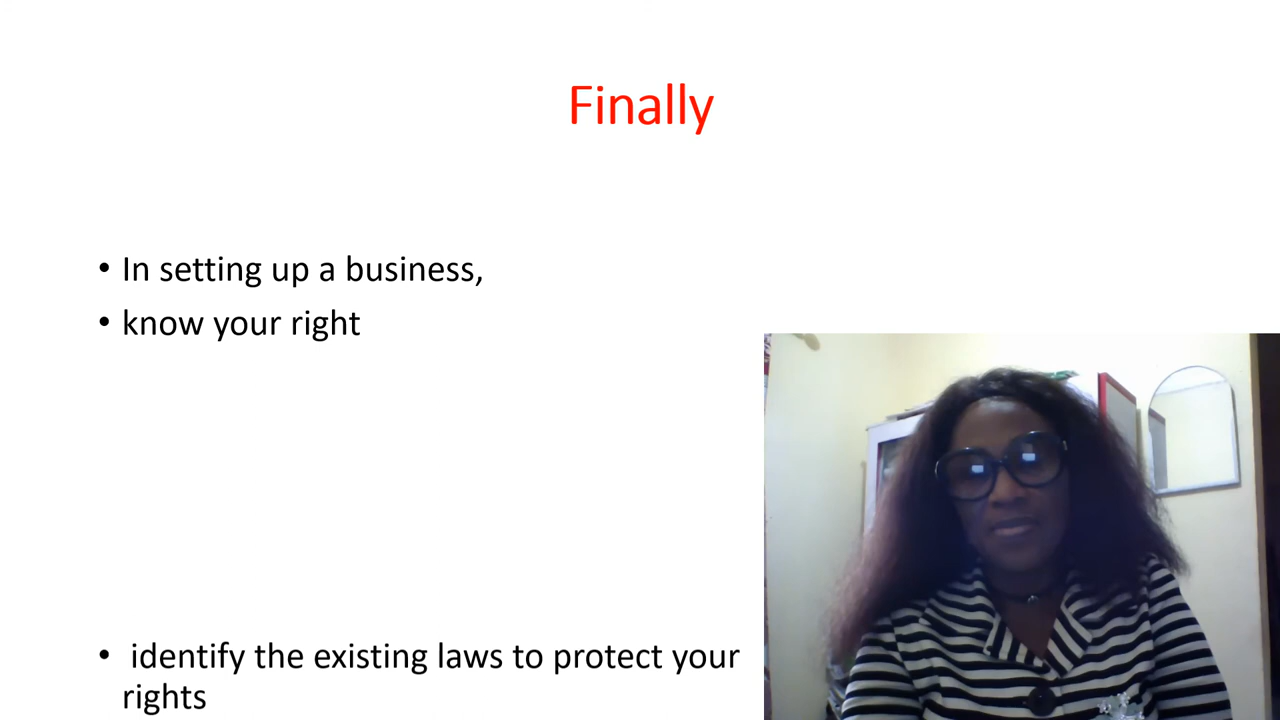 Finally
• In setting up a business,
• know your right
• identify the existing laws to protect your
rights